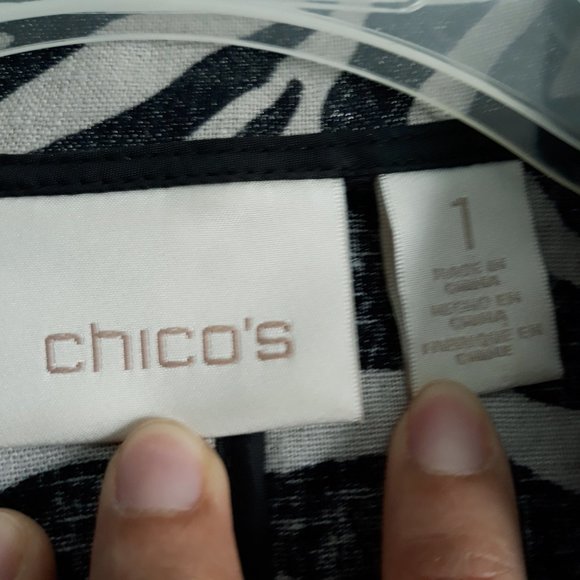 chico's
1
MADE IN
CHINA
HECHO EN
CHINA
FABRIQUÉ EN
CHINE